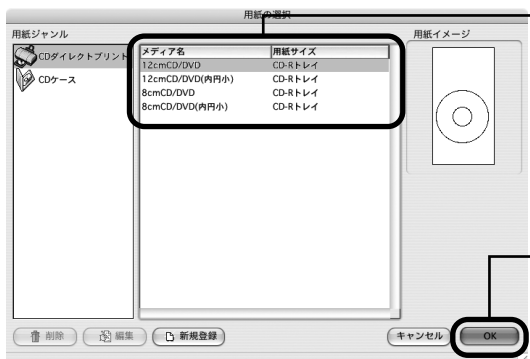 用紙の選択
用紙ジャンル
CDダイレクトプリント
CDケース
メディア名 用紙サイズ
12cmCD/DVD CD-Rトレイ
12cmCD/DVD(内円小) CD-Rトレイ
8cmCD/DVD CD-Rトレイ
8cmCD/DVD(内円小) CD-Rトレイ
用紙イメージ
削除 編集 新規登録 キャンセル OK